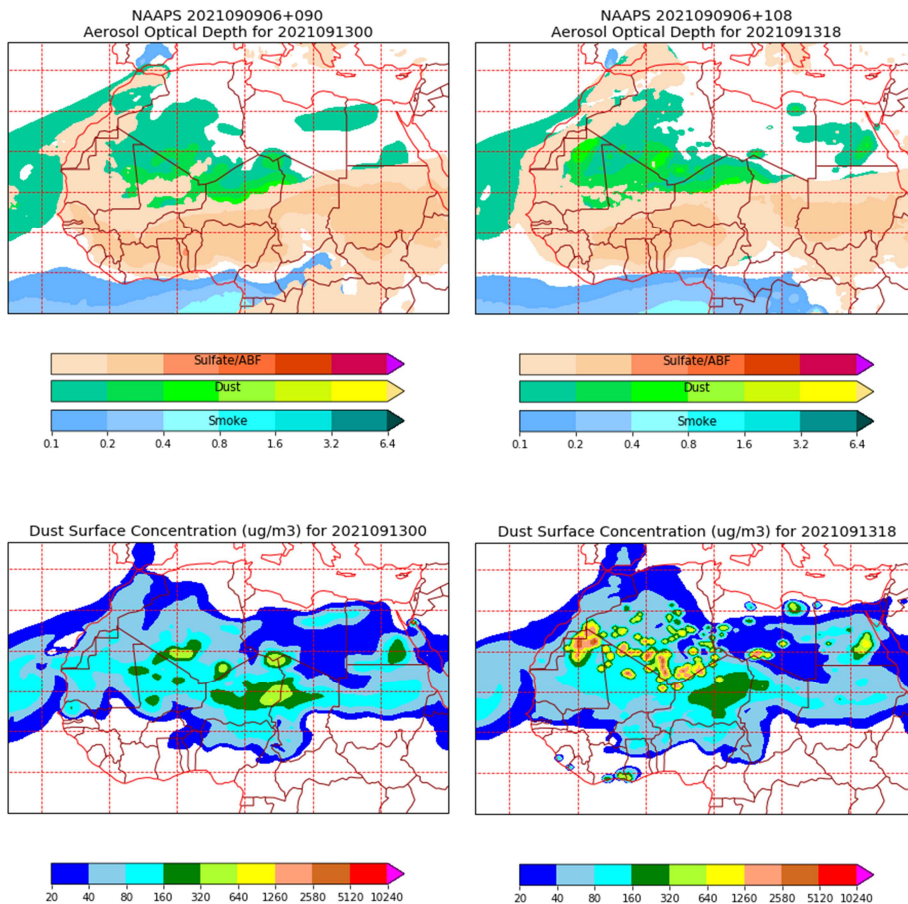 NAAPS 2021090906+090
Aerosol Optical Depth for 2021091300
NAAPS 2021090906+108
Aerosol Optical Depth for 2021091318
Sulfate/ABF
Dust
Smoke
0.1 0.2 0.4 0.8 1.6 3.2 6.4
Sulfate/ABF
Dust
Smoke
0.1 0.2 0.4 0.8 1.6 3.2 6.4
Dust Surface Concentration (ug/m3) for 2021091300
Dust Surface Concentration (ug/m3) for 2021091318
20 40 80 160 320 640 1260 2580 5120 10240
20 40 80 160 320 640 1260 2580 5120 10240